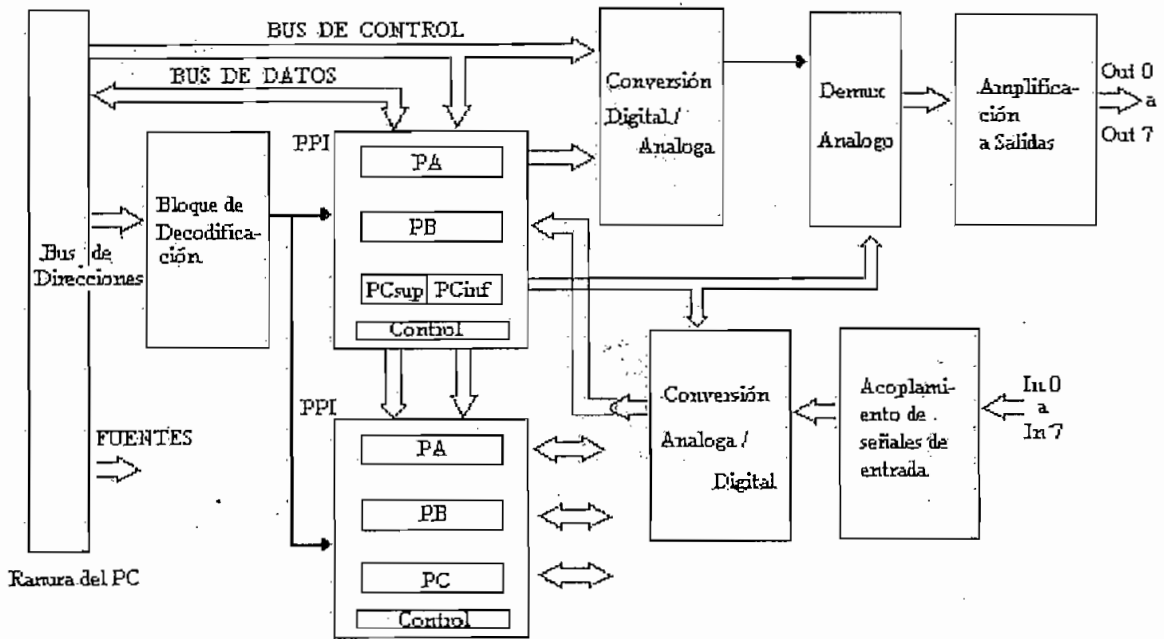 BUS DE CONTROL
BUS DE DATOS
Conversión
Digital /
Analoga
Demux
Analogo
Amplifica-
ción
a Salidas
Out 0
a
Out 7
PPI
PA
PB
PCsup
PCinf
Control
Bloque de
Decodifica-
ción
Bus de
Direcciones
FUENTES
Ranura del PC
PPI
PA
PB
PC
Control
Conversión
Analoga /
Digital
Acoplami-
ento de
señales de
entrada
In 0
a
In 7